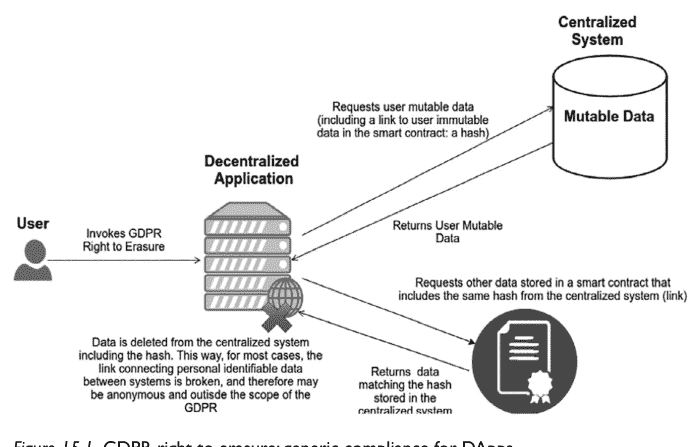 Centralized
System
Mutable Data
Requests user mutable data
(including a link to user immutable
data in the smart contract: a hash)
Decentralized
Application
User
Invokes GDPR
Right to Erasure
Returns User Mutable
Data
Requests other data stored in a smart contract that
includes the same hash from the centralized system (link)
Data is deleted from the centralized system
including the hash. This way, for most cases, the
link connecting personal identifiable data
between systems is broken, and therefore may
be anonymous and outisde the scope of the
GDPR
Returns data
matching the hash
stored in the
centralized system
Figure 15.1 GDPR right to erasure: generic compliance for DApps